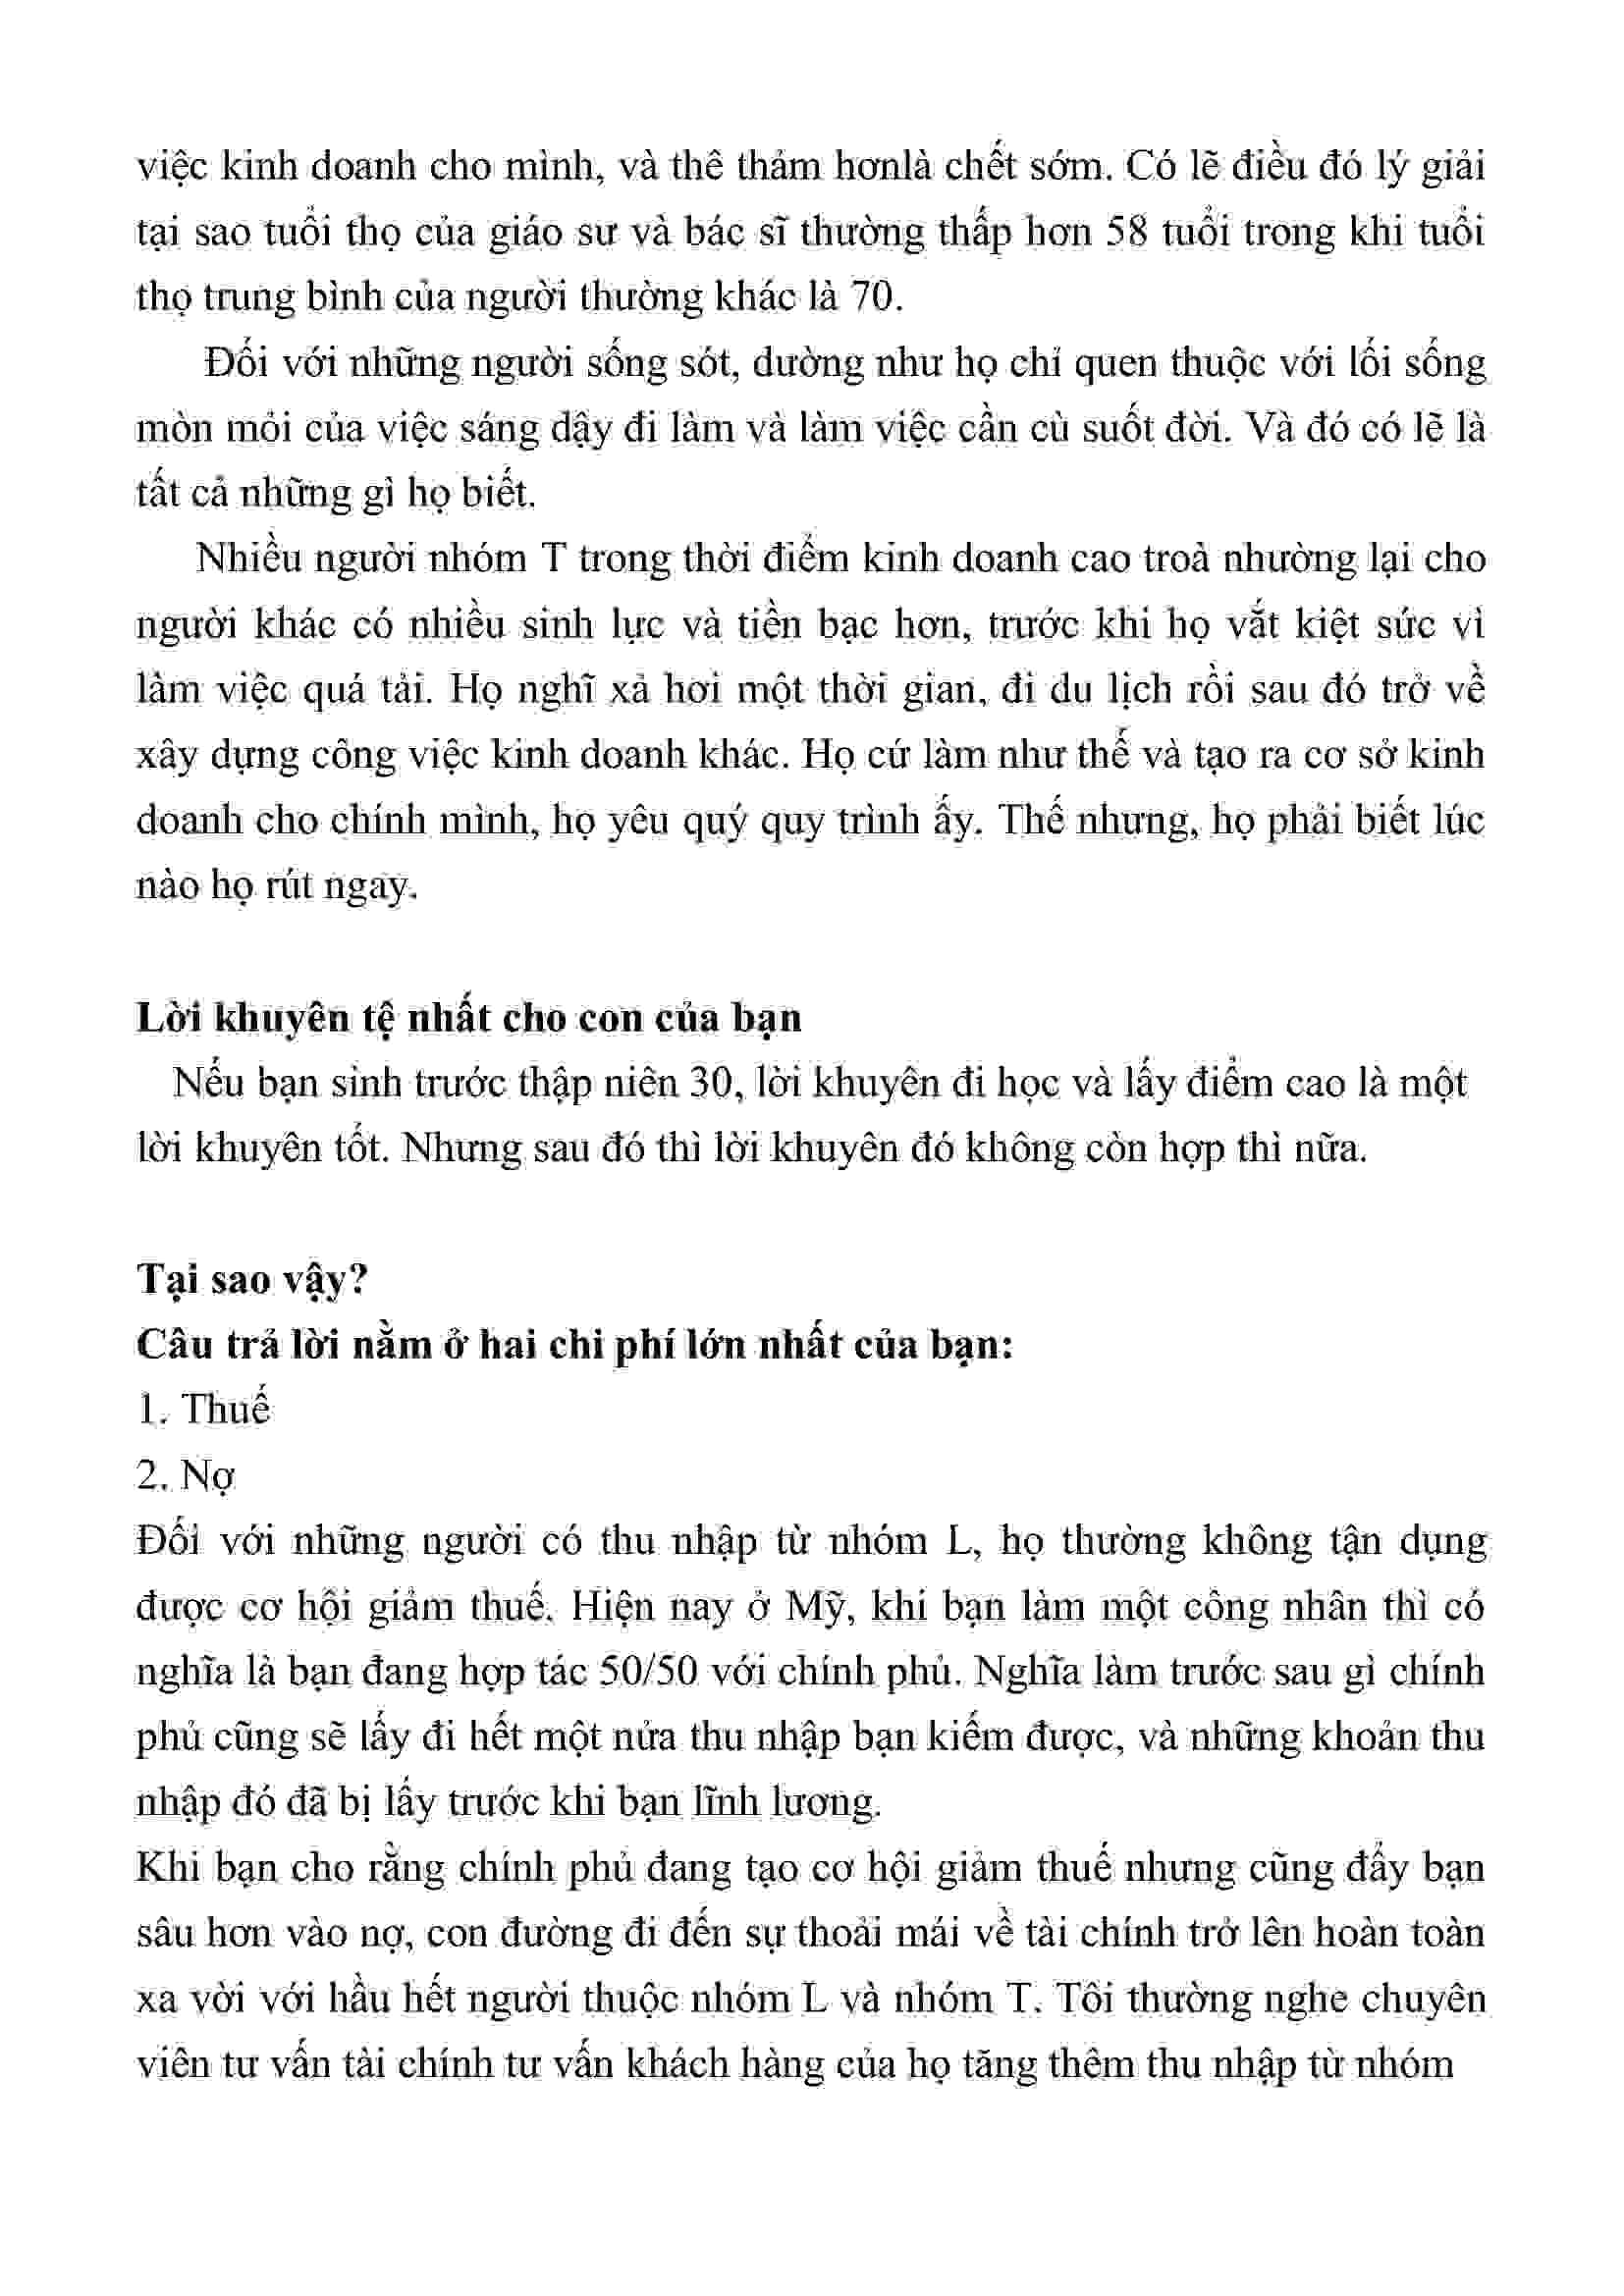 việc kinh doanh cho mình, và thê thảm hơnlà chết sớm. Có lẽ điều đó lý giải
tại sao tuổi thọ của giáo sư và bác sĩ thường thấp hơn 58 tuổi trong khi tuổi
thọ trung bình của người thường khác là 70.
Đối với những người sống sót, dường như họ chỉ quen thuộc với lối sống
mòn mỏi của việc sáng dậy đi làm và làm việc cần cù suốt đời. Và đó có lẽ là
tất cả những gì họ biết.
Nhiều người nhóm T trong thời điểm kinh doanh cao troà nhường lại cho
người khác có nhiều sinh lực và tiền bạc hơn, trước khi họ vắt kiệt sức vì
làm việc quá tải. Họ nghĩ xả hơi một thời gian, đi du lịch rồi sau đó trở về
xây dựng công việc kinh doanh khác. Họ cứ làm như thế và tạo ra cơ sở kinh
doanh cho chính mình, họ yêu quý quy trình ấy. Thế nhưng, họ phải biết lúc
nào họ rút ngay.
Lời khuyên tệ nhất cho con của bạn
Nếu bạn sinh trước thập niên 30, lời khuyên đi học và lấy điểm cao là một
lời khuyên tốt. Nhưng sau đó thì lời khuyên đó không còn hợp thì nữa.
Tại sao vậy?
Câu trả lời nằm ở hai chi phí lớn nhất của bạn:
1. Thuế
2. Nợ
Đối với những người có thu nhập từ nhóm L, họ thường không tận dụng
được cơ hội giảm thuế. Hiện nay ở Mỹ, khi bạn làm một công nhân thì có
nghĩa là bạn đang hợp tác 50/50 với chính phủ. Nghĩa làm trước sau gì chính
phủ cũng sẽ lấy đi hết một nửa thu nhập bạn kiếm được, và những khoản thu
nhập đó đã bị lấy trước khi bạn lĩnh lương.
Khi bạn cho rằng chính phủ đang tạo cơ hội giảm thuế nhưng cũng đẩy bạn
sâu hơn vào nợ, con đường đi đến sự thoải mái về tài chính trở lên hoàn toàn
xa vời với hầu hết người thuộc nhóm L và nhóm T. Tôi thường nghe chuyên
viên tư vấn tài chính tư vấn khách hàng của họ tăng thêm thu nhập từ nhóm